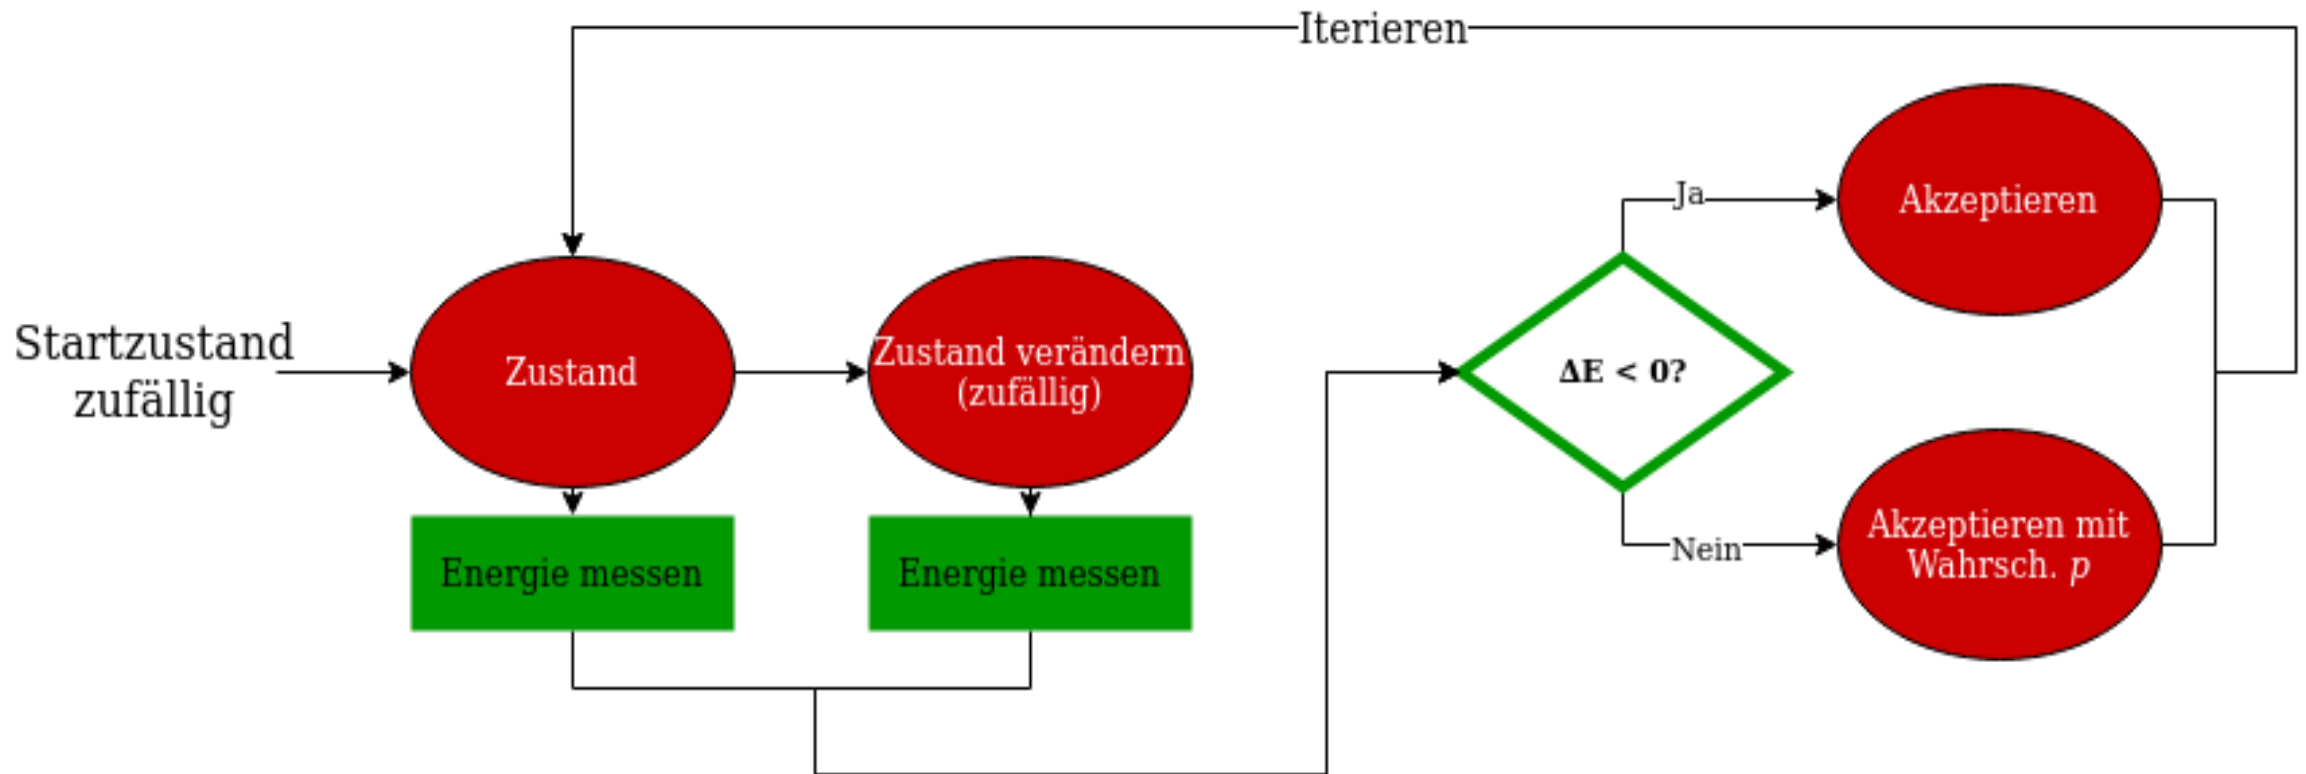 Iterieren
Startzustand
zufällig
Zustand
Zustand verändern
(zufällig)
Energie messen
Energie messen
ΔE < 0?
Ja
Akzeptieren
Nein
Akzeptieren mit
Wahrsch. p